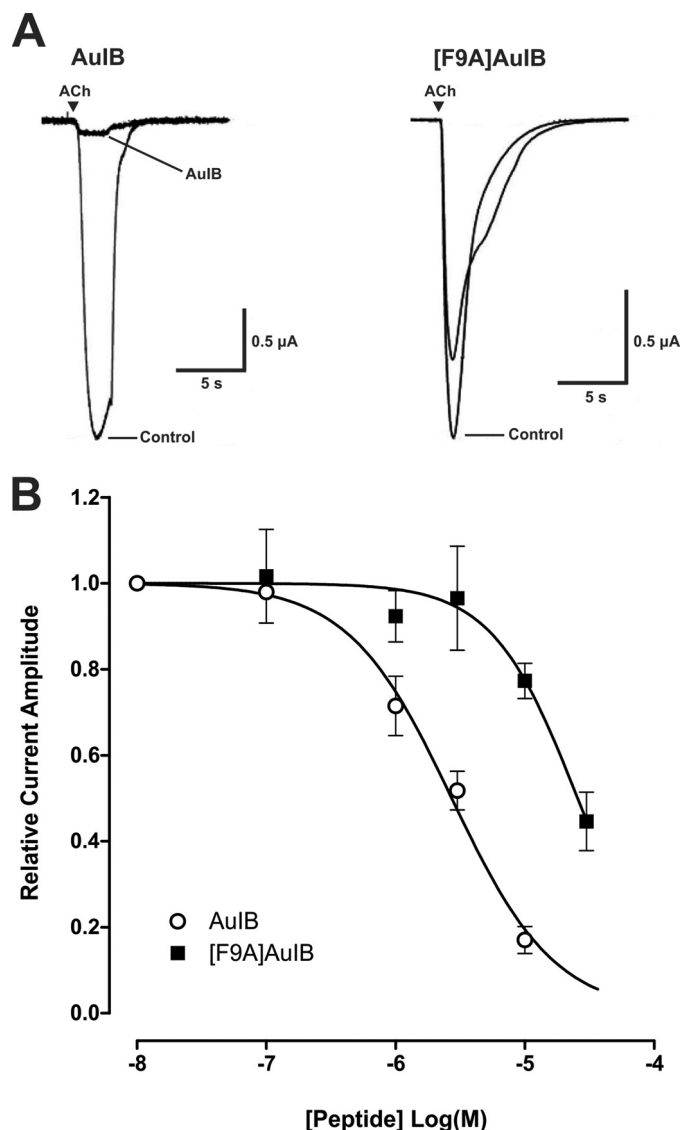 A
AuIB
[F9A]AuIB
ACh
ACh
AuIB
0.5 µA
0.5 µA
5 s
5 s
Control
Control
B
1.2
1.0
0.8
0.6
0.4
0.2
0.0
Relative Current Amplitude
AuIB
[F9A]AuIB
-8 -7 -6 -5 -4
[Peptide] Log(M)